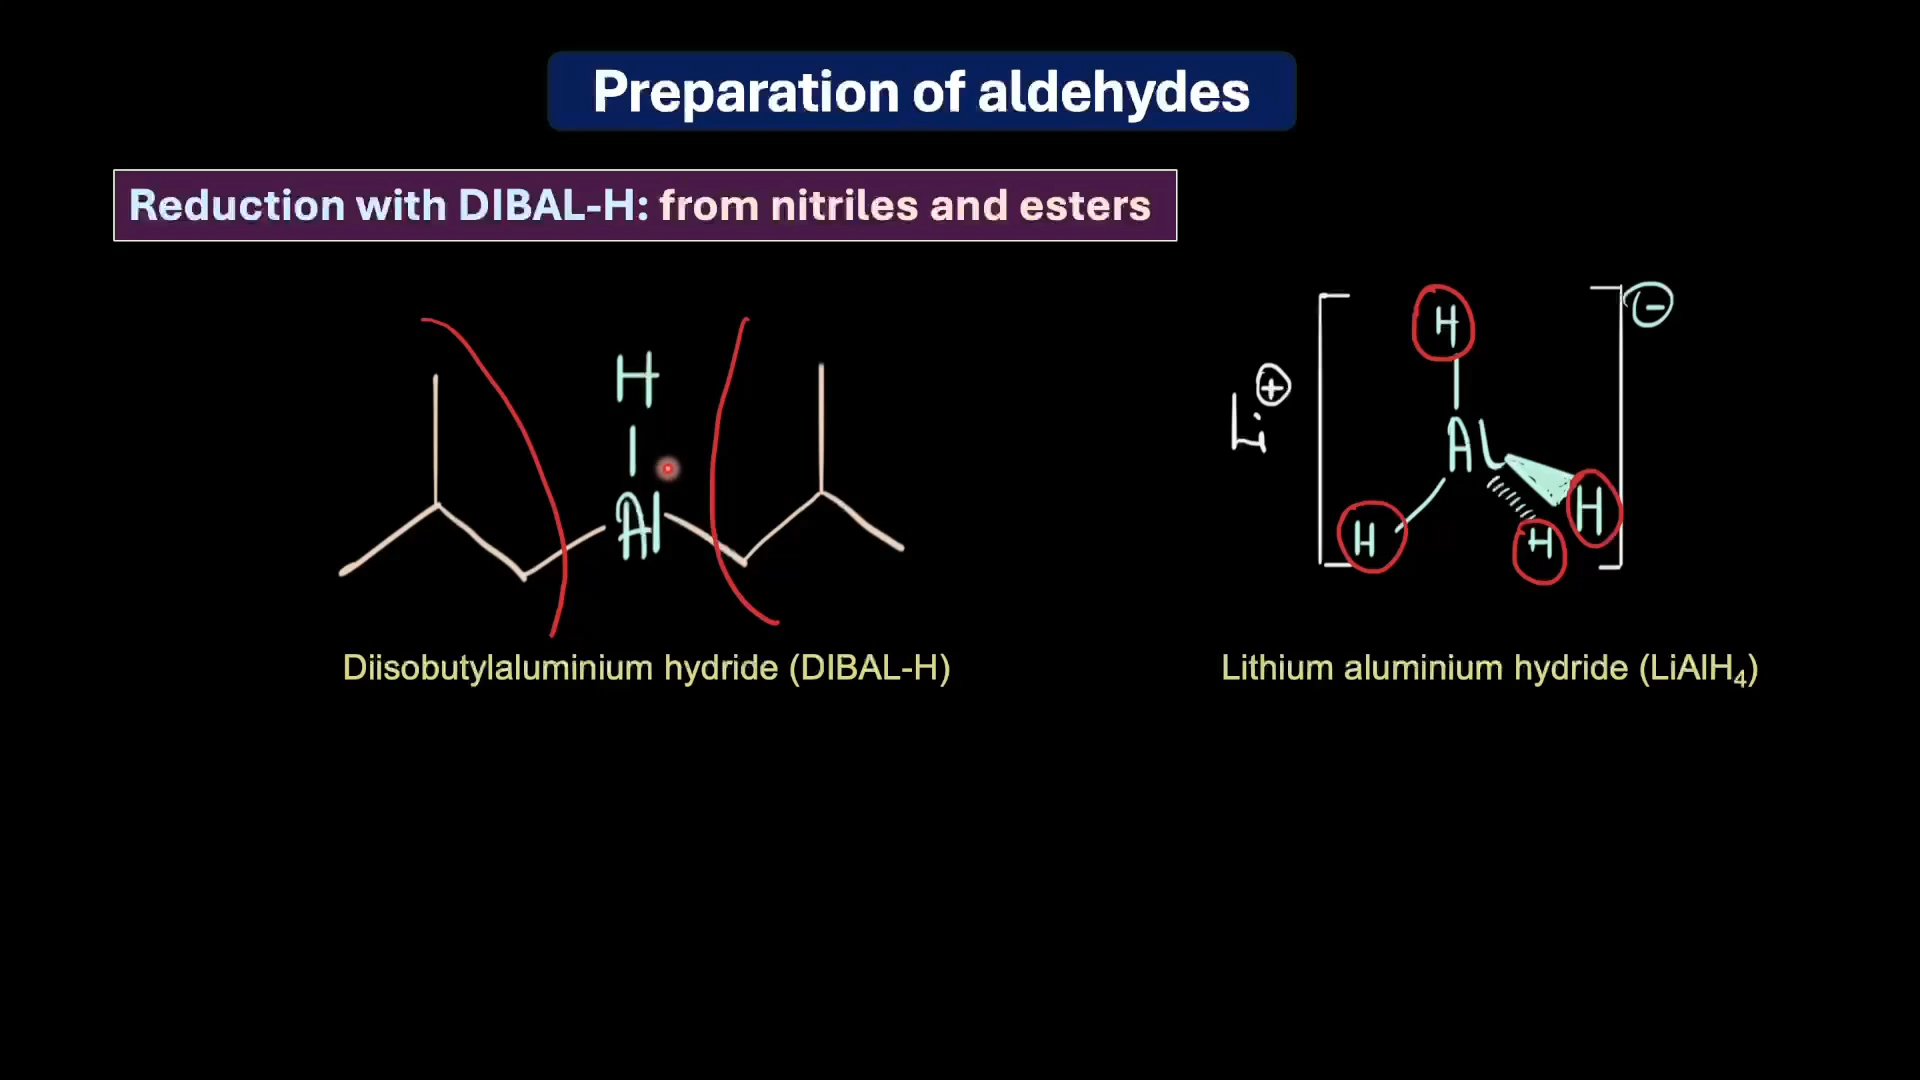 Preparation of aldehydes
Reduction with DIBAL-H: from nitriles and esters
H
Al
Diisobutylaluminium hydride (DIBAL-H)
Li⊕
H
Al
H
H
H
⊖
Lithium aluminium hydride (LiAlH₄)